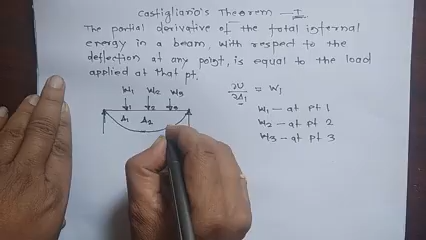 Castigliano's Theorem - I
The partial derivative of the total internal
energy in a beam, with respect to the
deflection at any point, is equal to the load
applied at that pt.
W1 W2 W3
Δ1 Δ2
∂U/∂Δ1 = W1
W1 - at pt 1
W2 - at pt 2
W3 - at pt 3